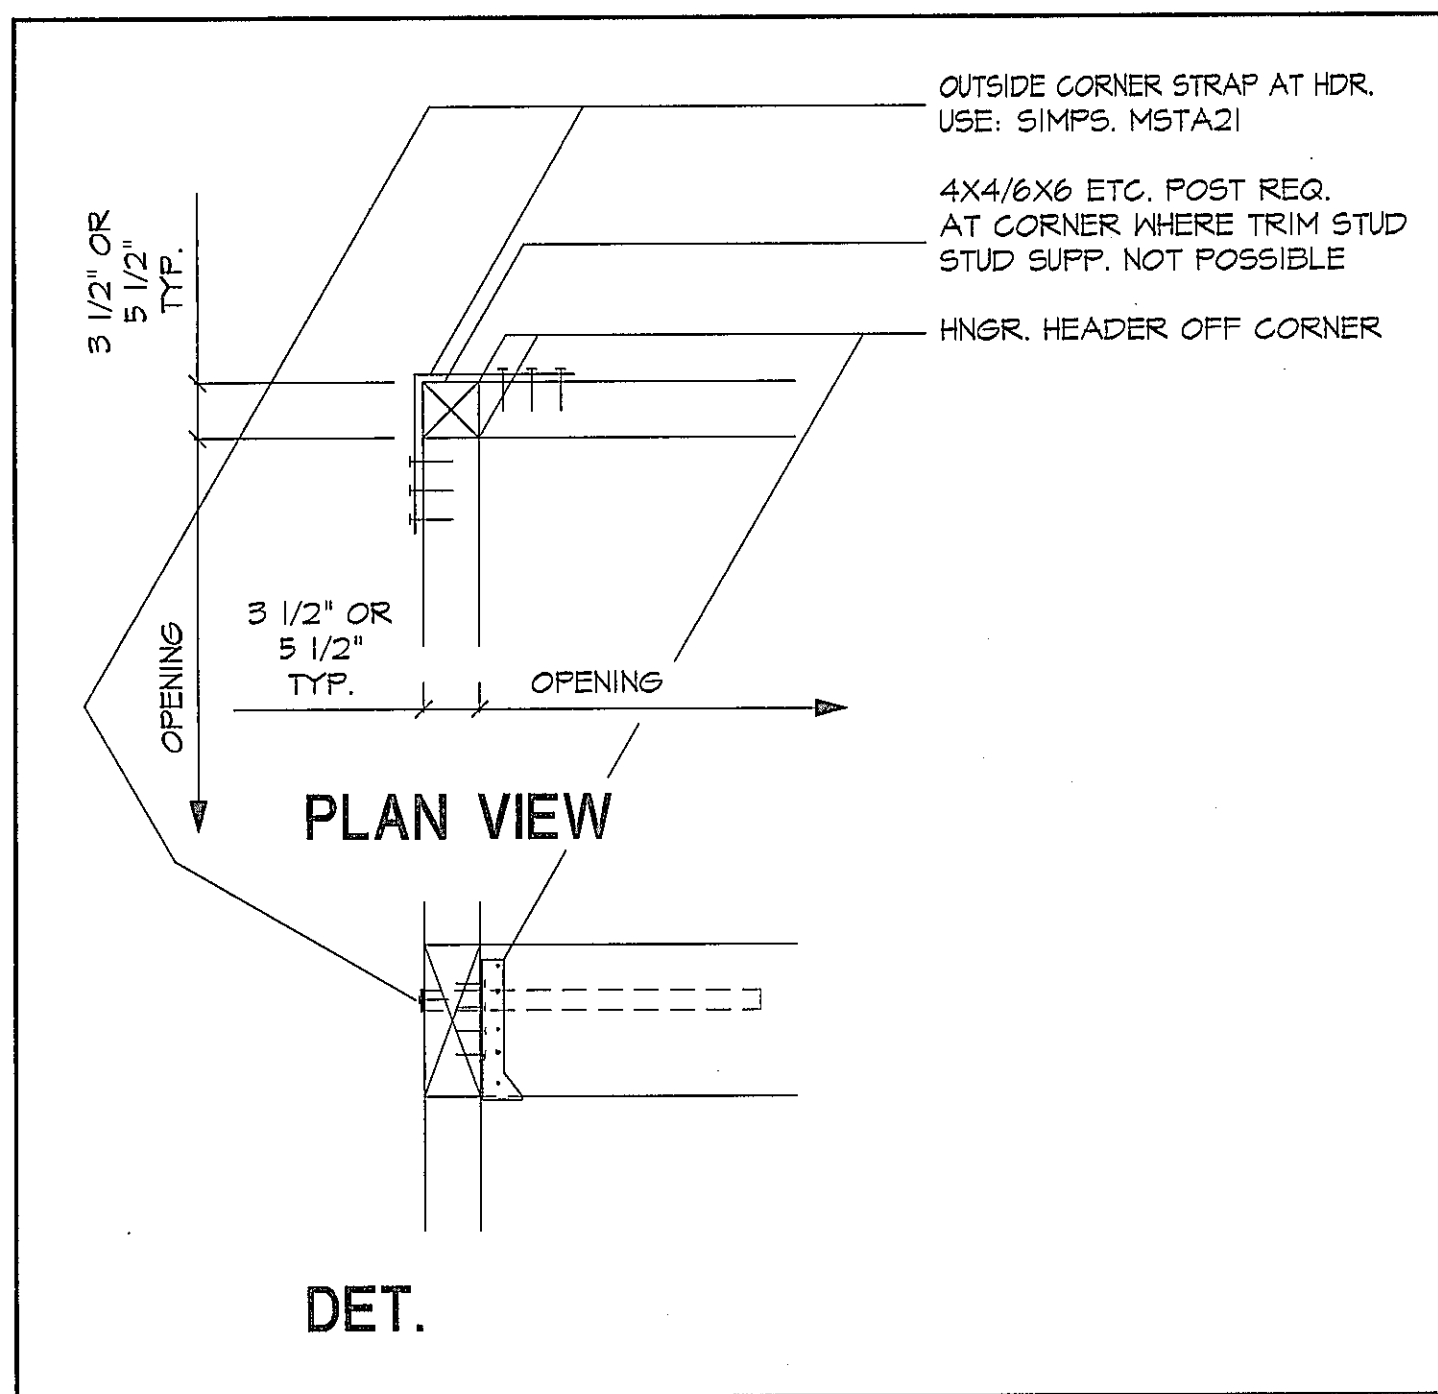 OUTSIDE CORNER STRAP AT HDR.
USE: SIMPS. MSTA21
4X4/6X6 ETC. POST REQ.
AT CORNER WHERE TRIM STUD
STUD SUPP. NOT POSSIBLE
HNGR. HEADER OFF CORNER
3 1/2" OR
5 1/2"
TYP.
OPENING
3 1/2" OR
5 1/2"
TYP.
OPENING
PLAN VIEW
DET.